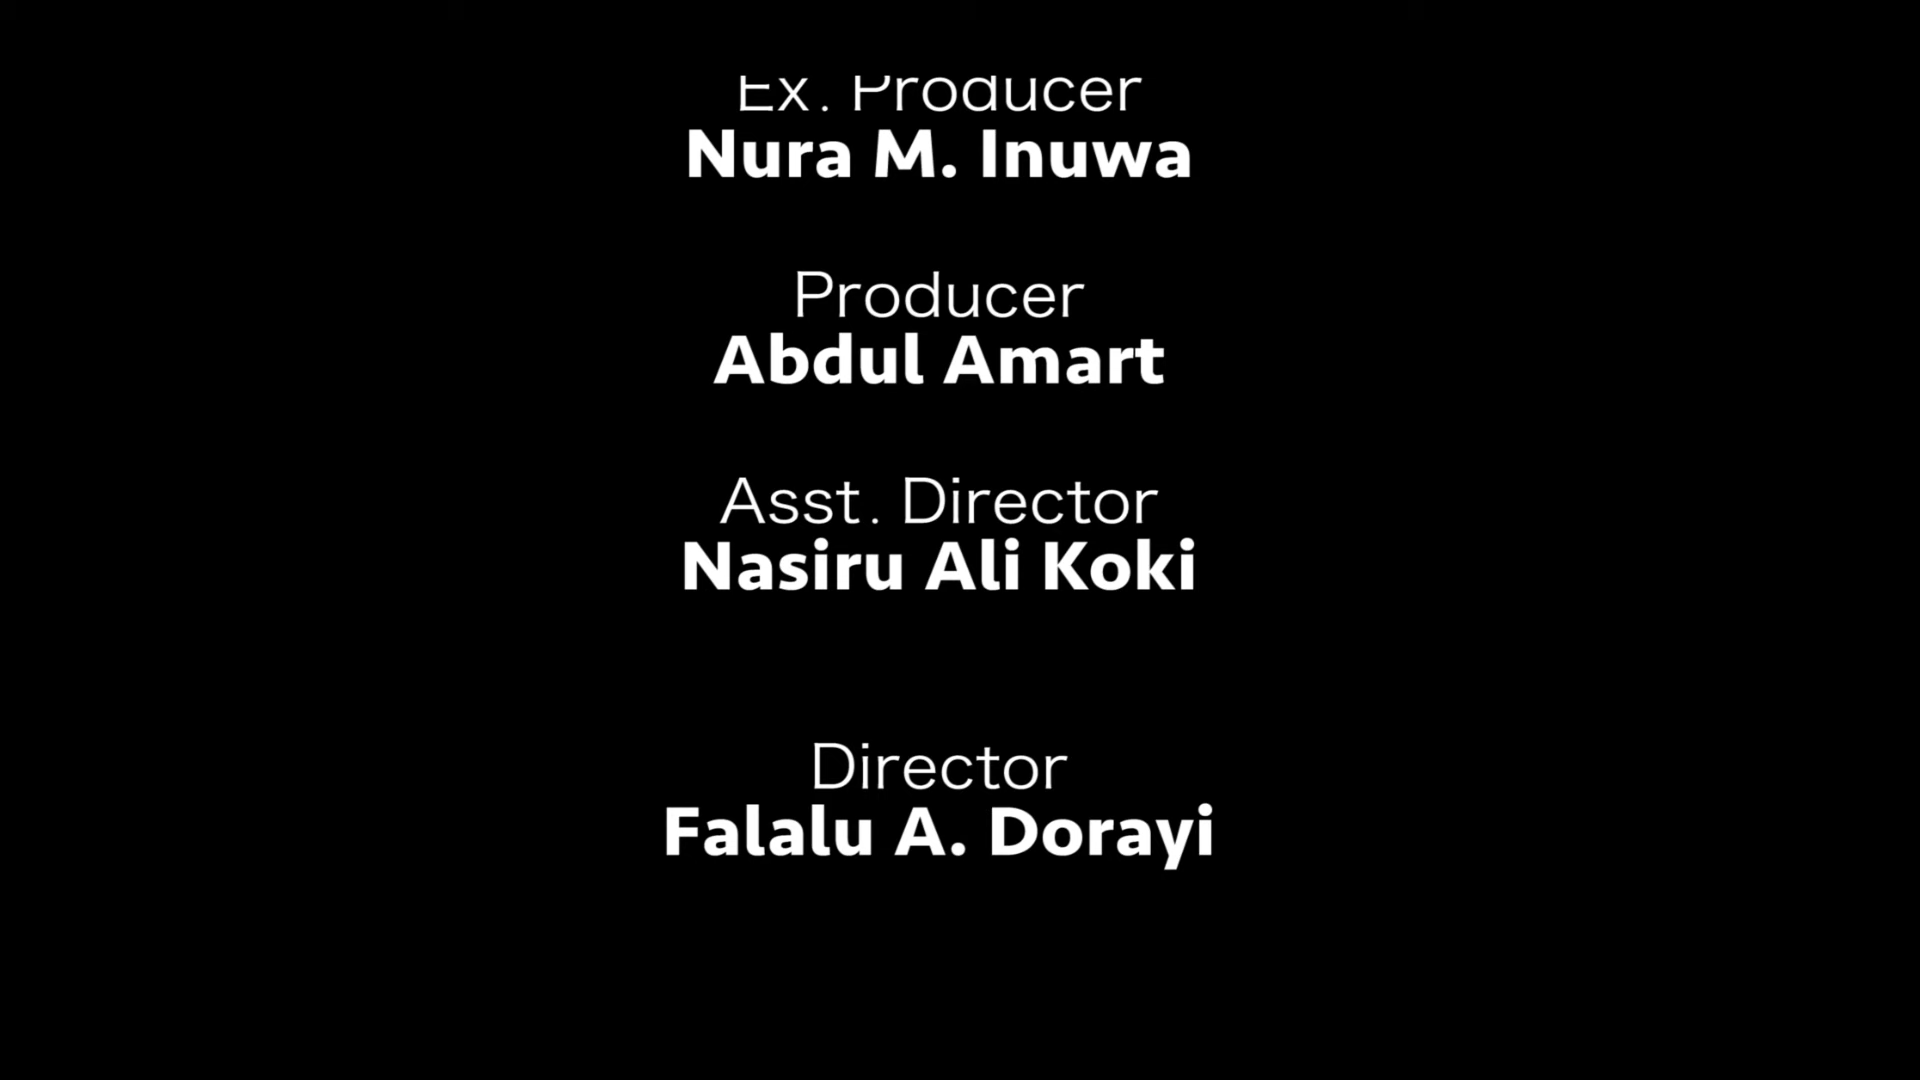 Ex. Producer
Nura M. Inuwa
Producer
Abdul Amart
Asst. Director
Nasiru Ali Koki
Director
Falalu A. Dorayi